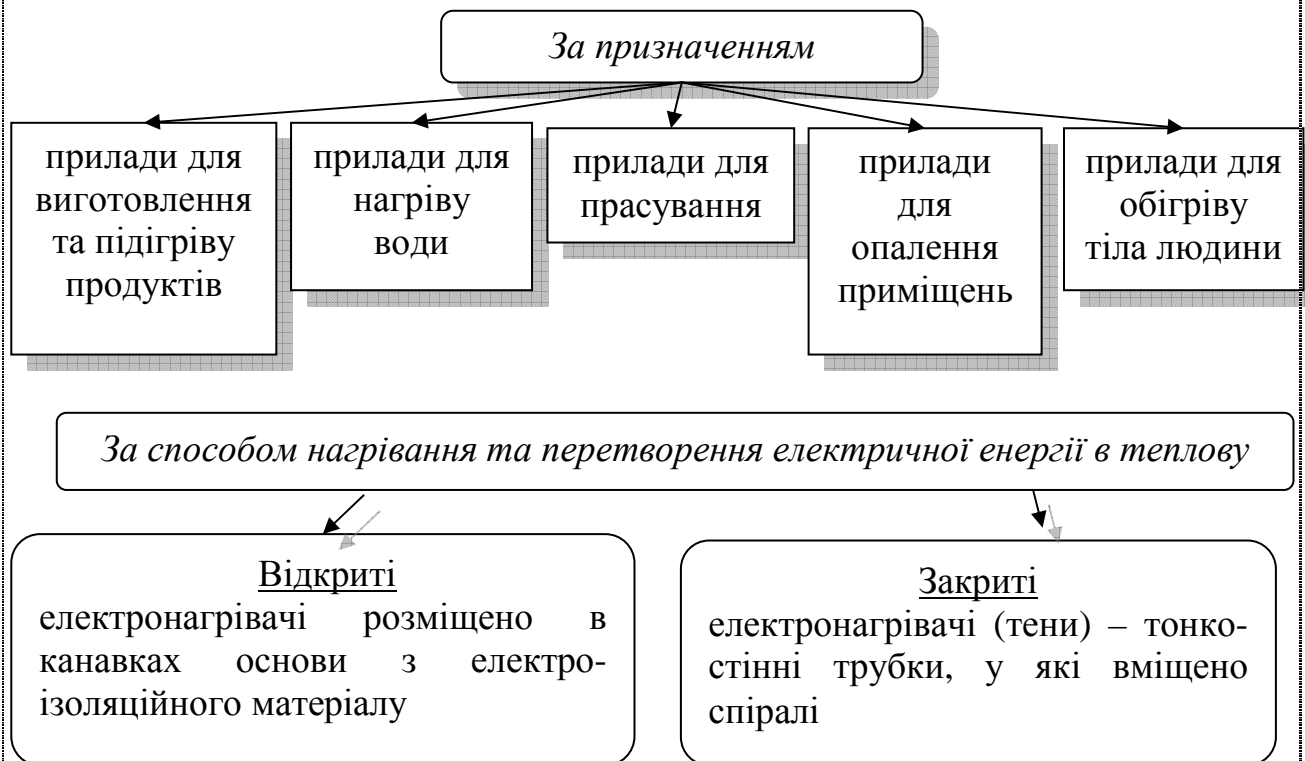 За призначенням
прилади для
виготовлення
та підігріву
продуктів
прилади для
нагріву
води
прилади для
прасування
прилади
для
опалення
приміщень
прилади для
обігріву
тіла людини
За способом нагрівання та перетворення електричної енергії в теплову
Відкриті
електронагрівачі розміщено в
канавках основи з електро-
ізоляційного матеріалу
Закриті
електронагрівачі (тени) – тонко-
стінні трубки, у які вміщено
спіралі